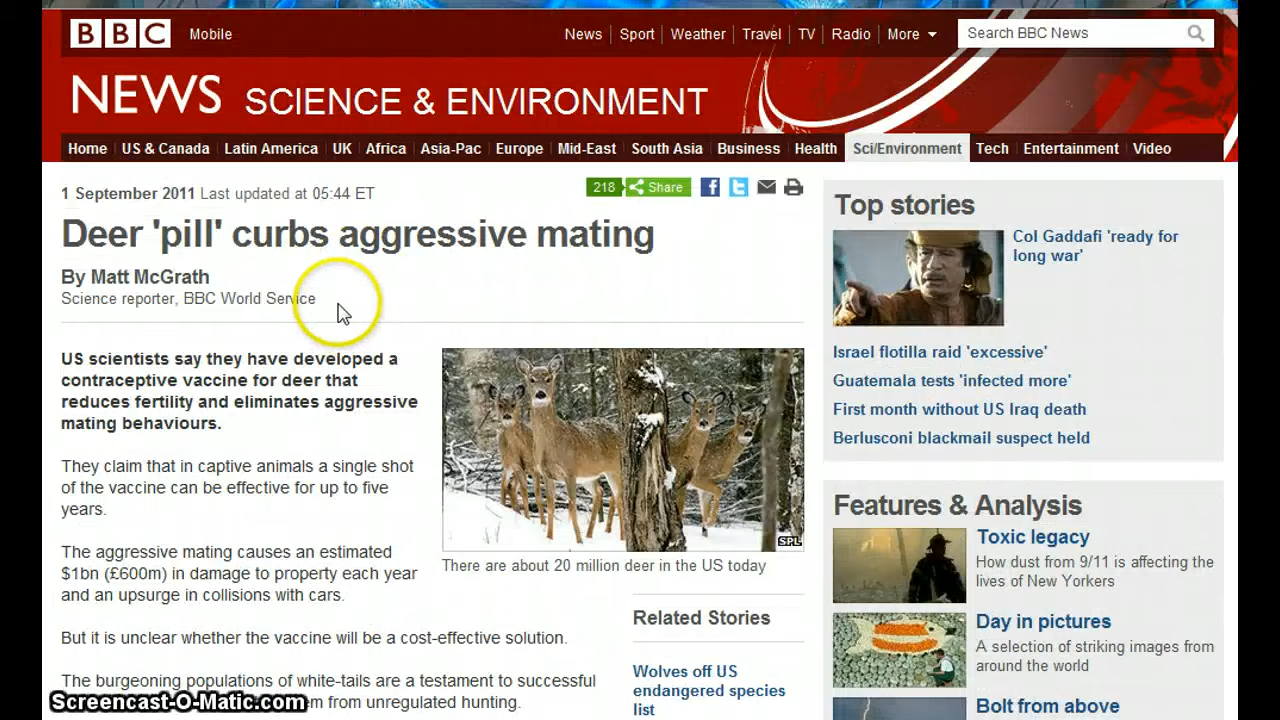 BBC Mobile News Sport Weather Travel TV Radio More Search BBC News
NEWS SCIENCE & ENVIRONMENT
Home US & Canada Latin America UK Africa Asia-Pac Europe Mid-East South Asia Business Health Sci/Environment Tech Entertainment Video
1 September 2011 Last updated at 05:44 ET
218 Share
Deer 'pill' curbs aggressive mating
By Matt McGrath
Science reporter, BBC World Service
US scientists say they have developed a
contraceptive vaccine for deer that
reduces fertility and eliminates aggressive
mating behaviours.
They claim that in captive animals a single shot
of the vaccine can be effective for up to five
years.
The aggressive mating causes an estimated
$1bn (£600m) in damage to property each year
and an upsurge in collisions with cars.
But it is unclear whether the vaccine will be a cost-effective solution.
The burgeoning populations of white-tails are a testament to successful
from unregulated hunting.
SPL
There are about 20 million deer in the US today
Related Stories
Wolves off US
endangered species
list
Top stories
Col Gaddafi 'ready for
long war'
Israel flotilla raid 'excessive'
Guatemala tests 'infected more'
First month without US Iraq death
Berlusconi blackmail suspect held
Features & Analysis
Toxic legacy
How dust from 9/11 is affecting the
lives of New Yorkers
Day in pictures
A selection of striking images from
around the world
Bolt from above
Screencast-O-Matic.com